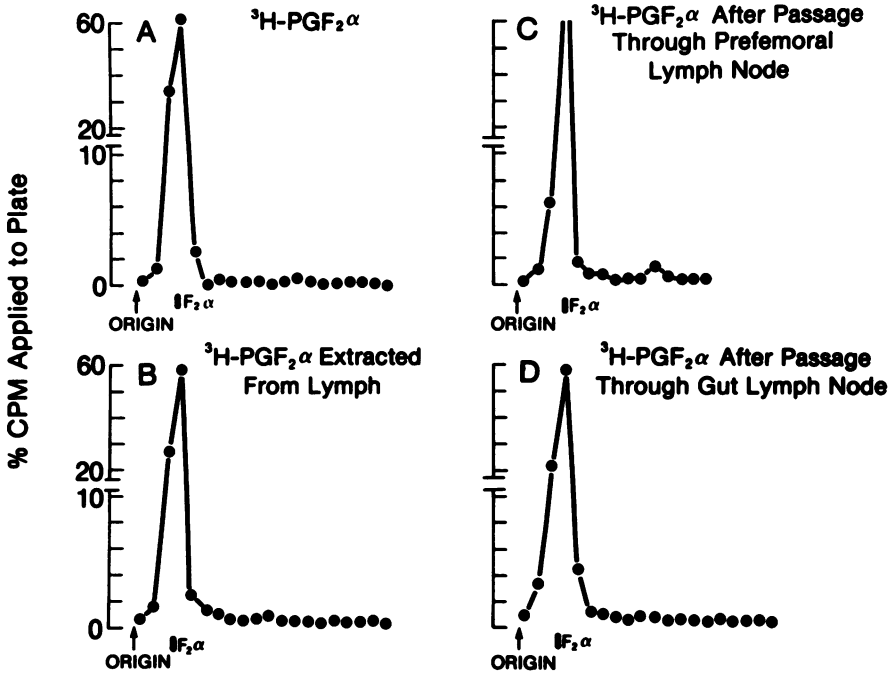 % CPM Applied to Plate
A
³H-PGF₂α
60
20
10
0
ORIGIN
F₂α
B
³H-PGF₂α Extracted
From Lymph
60
20
10
0
ORIGIN
F₂α
C
³H-PGF₂α After Passage
Through Prefemoral
Lymph Node
ORIGIN
F₂α
D
³H-PGF₂α After Passage
Through Gut Lymph Node
ORIGIN
F₂α